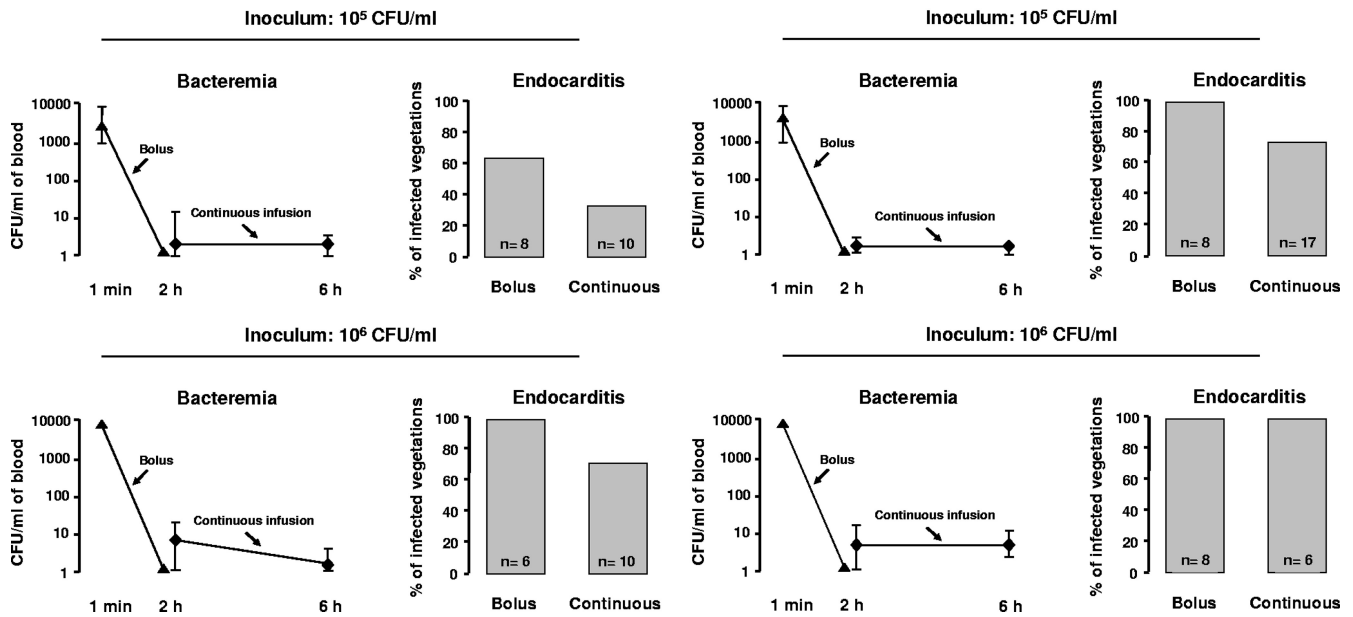 Inoculum: 10⁵ CFU/ml
Bacteremia
CFU/ml of blood
10000
1000
100
10
1
Bolus
Continuous infusion
1 min
2 h
6 h
Endocarditis
% of infected vegetations
100
80
60
40
20
0
n= 8
n= 10
Bolus
Continuous
Inoculum: 10⁵ CFU/ml
Bacteremia
CFU/ml of blood
10000
1000
100
10
1
Bolus
Continuous infusion
1 min
2 h
6 h
Endocarditis
% of infected vegetations
100
80
60
40
20
0
n= 8
n= 17
Bolus
Continuous
Inoculum: 10⁶ CFU/ml
Bacteremia
CFU/ml of blood
10000
1000
100
10
1
Bolus
Continuous infusion
1 min
2 h
6 h
Endocarditis
% of infected vegetations
100
80
60
40
20
0
n= 6
n= 10
Bolus
Continuous
Inoculum: 10⁶ CFU/ml
Bacteremia
CFU/ml of blood
10000
1000
100
10
1
Bolus
Continuous infusion
1 min
2 h
6 h
Endocarditis
% of infected vegetations
100
80
60
40
20
0
n= 8
n= 6
Bolus
Continuous